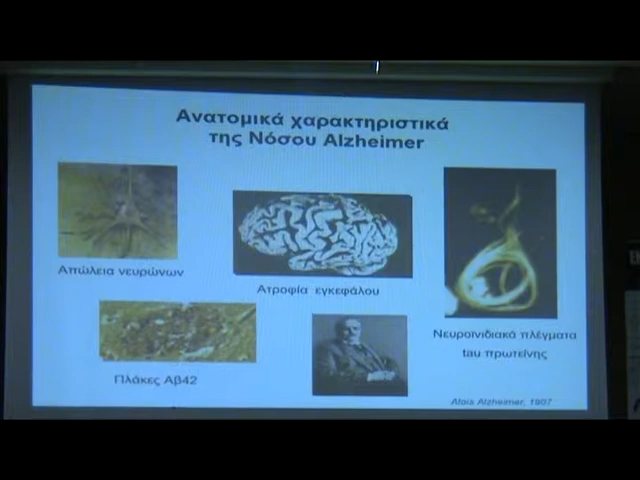 Ανατομικά χαρακτηριστικά
της Νόσου Alzheimer
Απώλεια νευρώνων
Ατροφία εγκεφάλου
Νευροϊνιδιακά πλέγματα
tau πρωτεΐνης
Πλάκες Αβ42
Alois Alzheimer, 1907